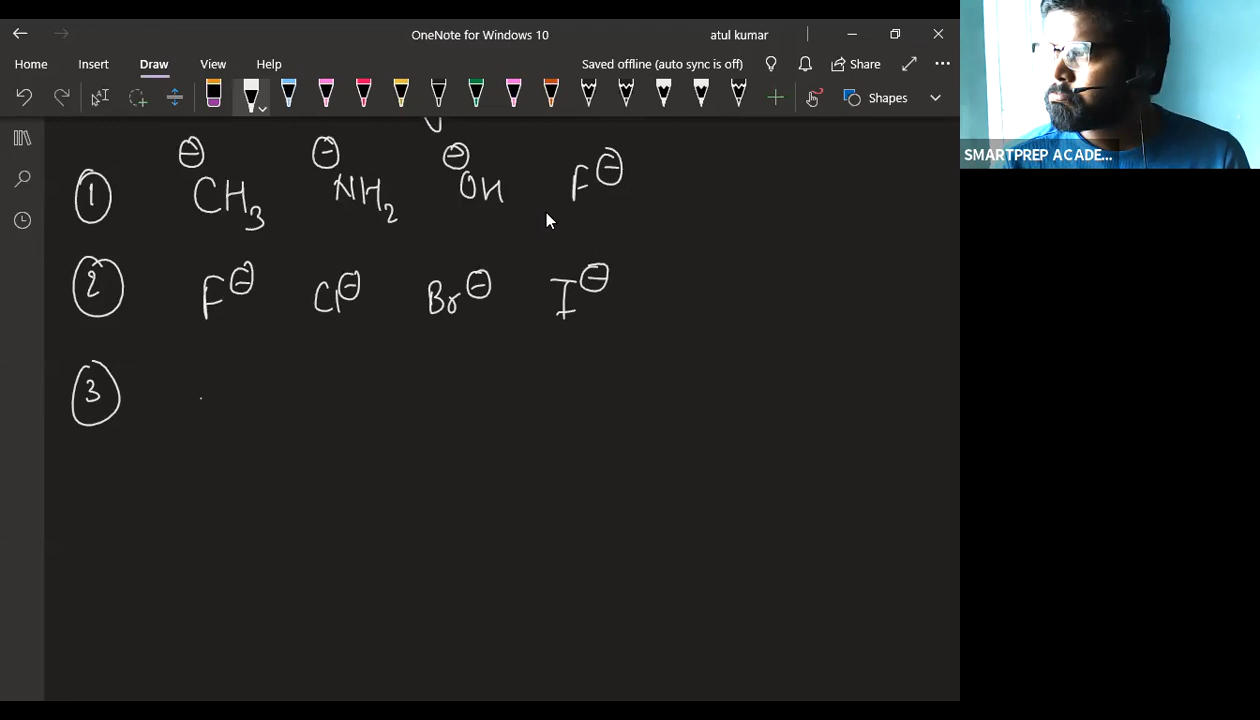 OneNote for Windows 10
atul kumar
Home Insert Draw View Help
Saved offline (auto sync is off)
Share
Shapes
SMARTPREP ACADE...
① CH₃⊖ NH₂⊖ OH⊖ F⊖
② F⊖ Cl⊖ Br⊖ I⊖
③